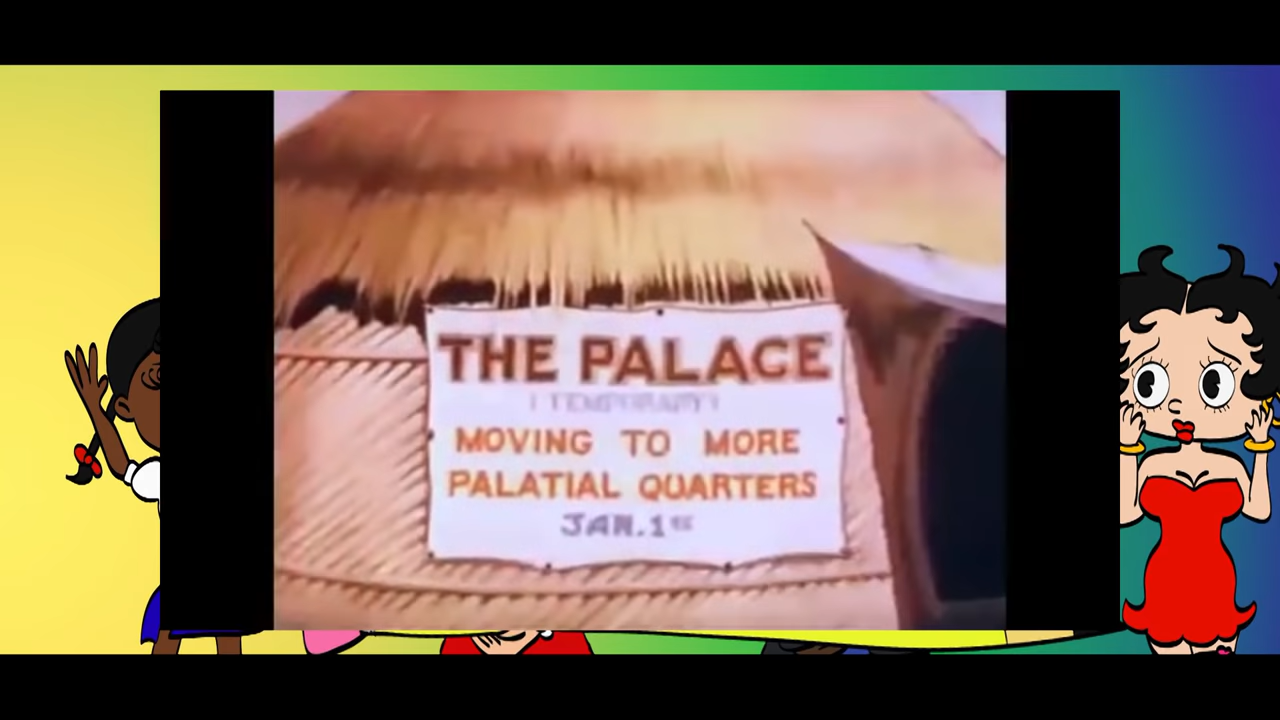 THE PALACE
(TEMPORARY)
MOVING TO MORE
PALATIAL QUARTERS
JAN. 1ST